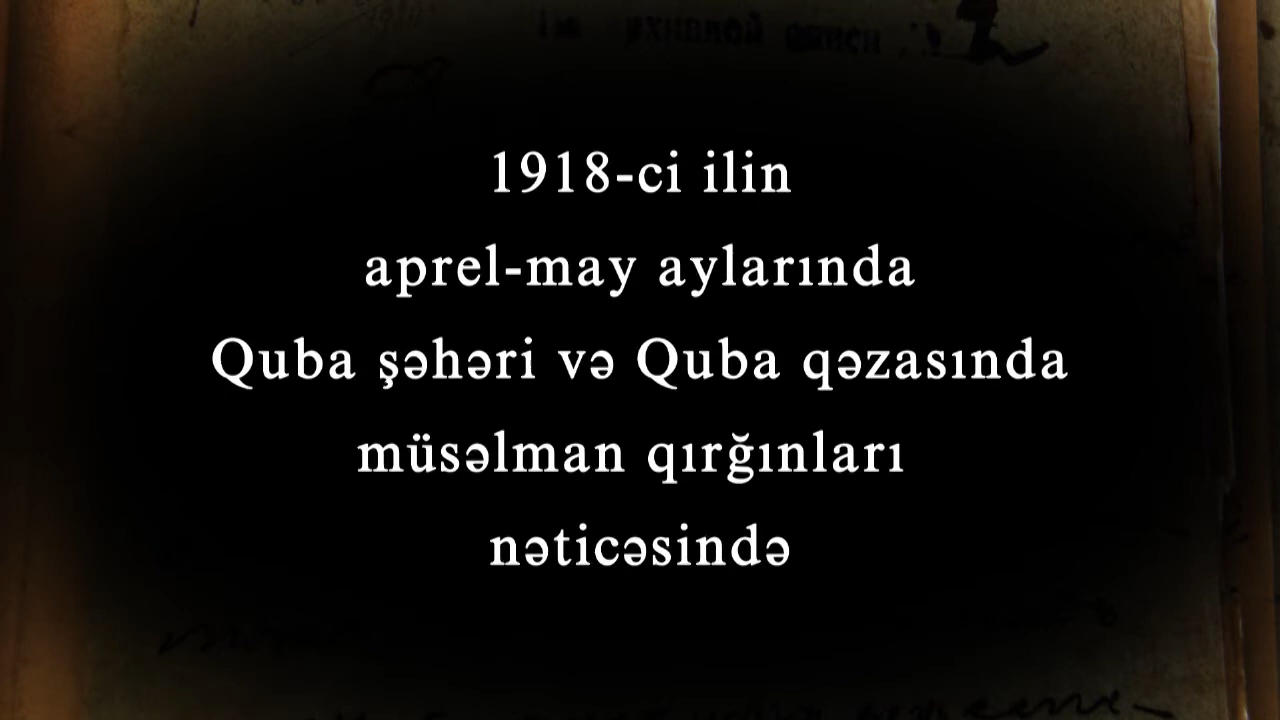 1918-ci ilin
aprel-may aylarında
Quba şəhəri və Quba qəzasında
müsəlman qırğınları
nəticəsində